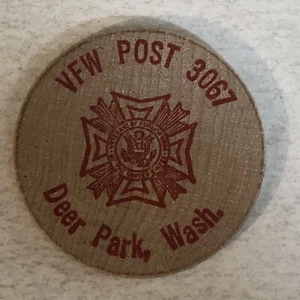 VFW POST 3067
Deer Park, Wash.